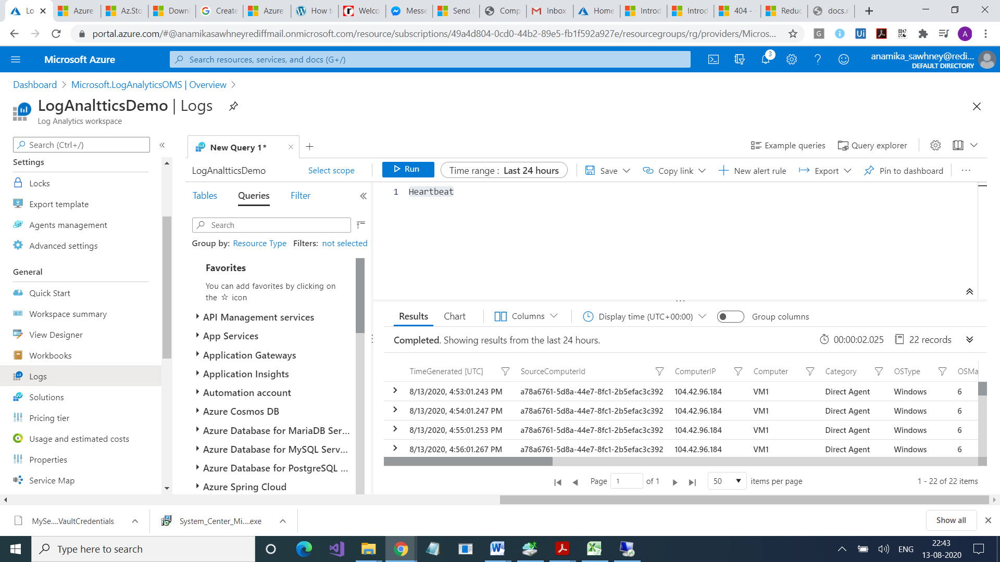 Lo
Azure
Az.Sto
Downl
Create
Azure
How t
Welco
Messe
Send
Comp
Inbox
Home
Introd
Introd
404 -
Reduc
docs.r
portal.azure.com/#@anamikasawhneyrediffmail.onmicrosoft.com/resource/subscriptions/49a4d804-0cd0-44b2-89e5-fb1f592a927e/resourcegroups/rg/providers/Micros...
Microsoft Azure
Search resources, services, and docs (G+/)
3
anamika_sawhney@redi...
DEFAULT DIRECTORY
Dashboard > Microsoft.LogAnalyticsOMS | Overview >
LogAnaltticsDemo | Logs
Log Analytics workspace
Search (Ctrl+/)
Settings
Locks
Export template
Agents management
Advanced settings
General
Quick Start
Workspace summary
View Designer
Workbooks
Logs
Solutions
Pricing tier
Usage and estimated costs
Properties
Service Map
New Query 1*
Example queries
Query explorer
LogAnaltticsDemo
Select scope
Run
Time range : Last 24 hours
Save
Copy link
New alert rule
Export
Pin to dashboard
...
Tables
Queries
Filter
Search
Group by: Resource Type Filters: not selected
Favorites
You can add favorites by clicking on
the ☆ icon
API Management services
App Services
Application Gateways
Application Insights
Automation account
Azure Cosmos DB
Azure Database for MariaDB Ser...
Azure Database for MySQL Serv...
Azure Database for PostgreSQL ...
Azure Spring Cloud
1 Heartbeat
Results
Chart
Columns
Display time (UTC+00:00)
Group columns
Completed. Showing results from the last 24 hours.
00:00:02.025
22 records
TimeGenerated [UTC] SourceComputerId ComputerIP Computer Category OSType OSMa
8/13/2020, 4:53:01.243 PM a78a6761-5d8a-44e7-8fc1-2b5efac3c392 104.42.96.184 VM1 Direct Agent Windows 6
8/13/2020, 4:54:01.247 PM a78a6761-5d8a-44e7-8fc1-2b5efac3c392 104.42.96.184 VM1 Direct Agent Windows 6
8/13/2020, 4:55:01.253 PM a78a6761-5d8a-44e7-8fc1-2b5efac3c392 104.42.96.184 VM1 Direct Agent Windows 6
8/13/2020, 4:56:01.267 PM a78a6761-5d8a-44e7-8fc1-2b5efac3c392 104.42.96.184 VM1 Direct Agent Windows 6
Page 1 of 1
50 items per page
1 - 22 of 22 items
MySe....VaultCredentials
System_Center_Mi....exe
Show all
Type here to search
ENG
22:43
13-08-2020